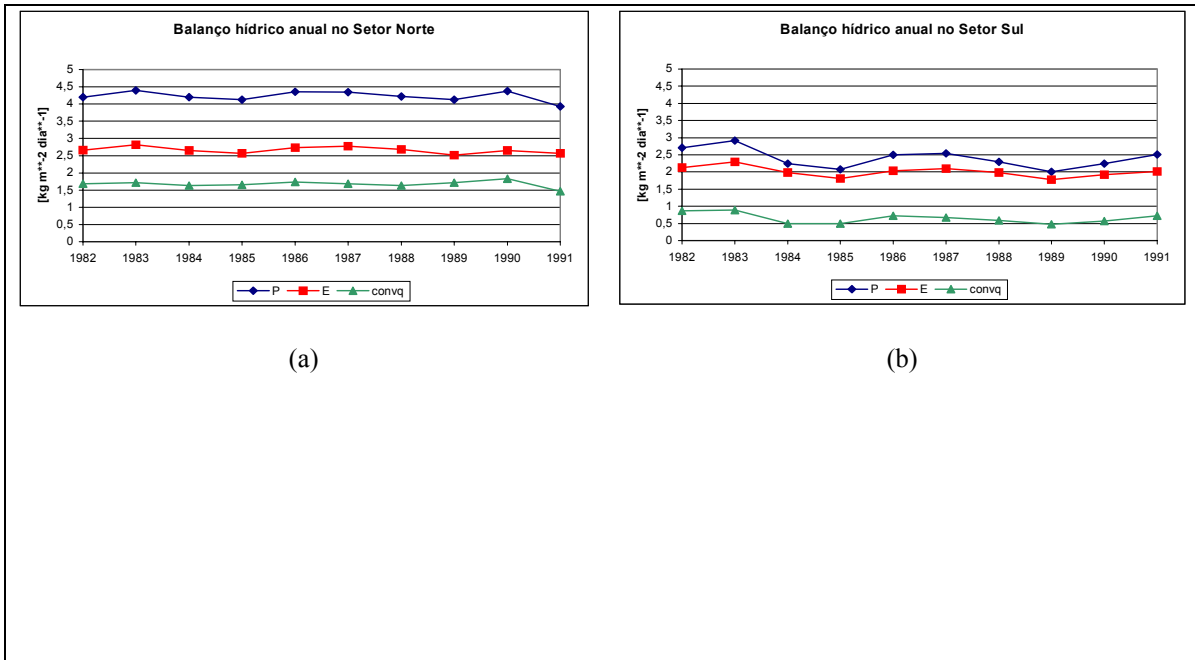 Balanço hídrico anual no Setor Norte
[kg m**-2 dia**-1]
5
4,5
4
3,5
3
2,5
2
1,5
1
0,5
0
1982 1983 1984 1985 1986 1987 1988 1989 1990 1991
P E convq
(a)
Balanço hídrico anual no Setor Sul
[kg m**-2 dia**-1]
5
4,5
4
3,5
3
2,5
2
1,5
1
0,5
0
1982 1983 1984 1985 1986 1987 1988 1989 1990 1991
P E convq
(b)